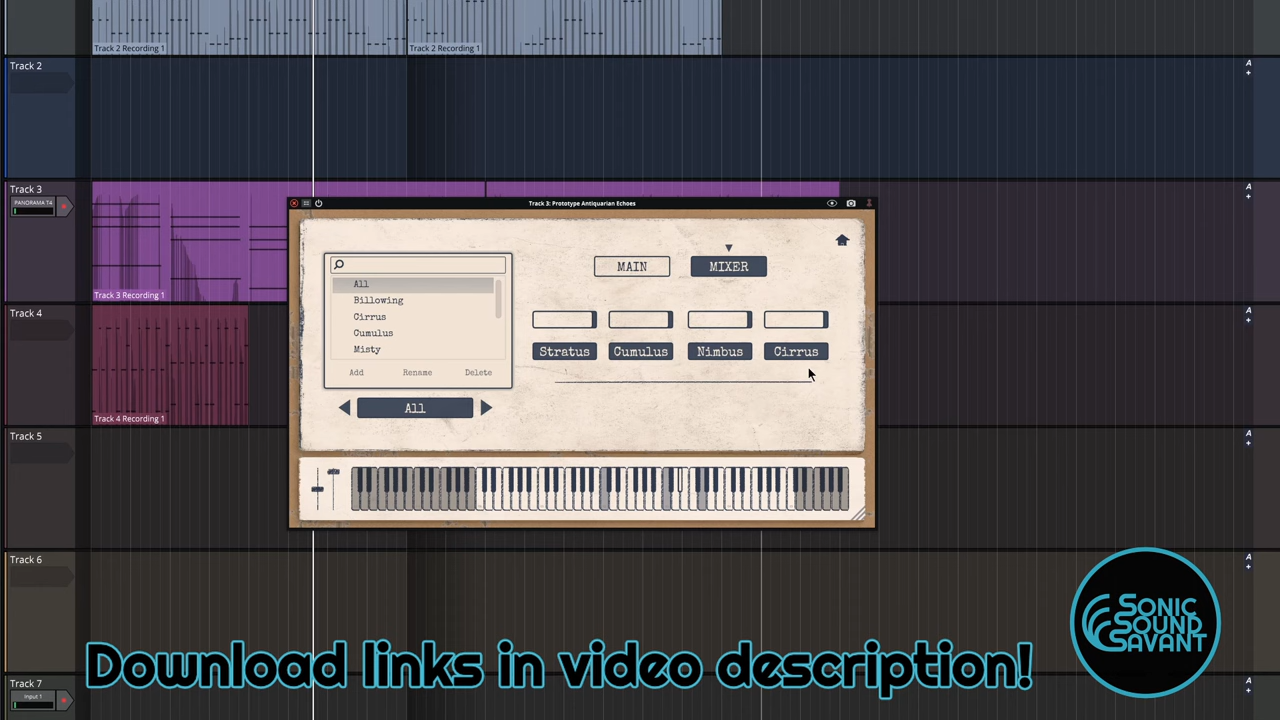 Track 2 Recording 1
Track 2 Recording 1
Track 2
A
Track 3
PANORAMA T4
A
Track 3: Prototype Antiquarian Echoes
MAIN
MIXER
All
Billowing
Cirrus
Cumulus
Misty
Add
Rename
Delete
All
Stratus
Cumulus
Nimbus
Cirrus
Track 3 Recording 1
Track 4
A
Track 4 Recording 1
Track 5
A
Track 6
A
Track 7
Input 1
A
Download links in video description!
SONIC
SOUND
SAVANT